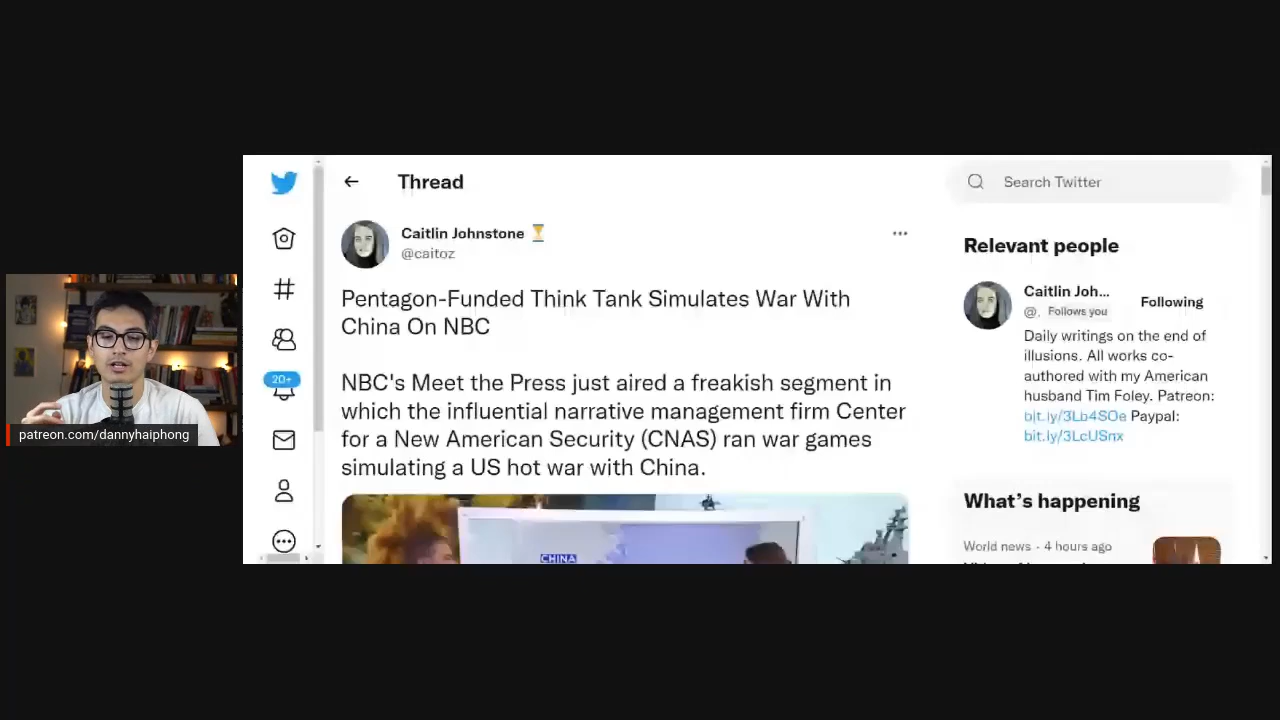 patreon.com/dannyhaiphong
20+
Thread
Caitlin Johnstone
@caitoz
Pentagon-Funded Think Tank Simulates War With
China On NBC
NBC's Meet the Press just aired a freakish segment in
which the influential narrative management firm Center
for a New American Security (CNAS) ran war games
simulating a US hot war with China.
CHINA
Search Twitter
Relevant people
Caitlin Joh...
@. Follows you
Following
Daily writings on the end of
illusions. All works co-
authored with my American
husband Tim Foley. Patreon:
bit.ly/3Lb4SOe Paypal:
bit.ly/3LcUSnx
What's happening
World news · 4 hours ago